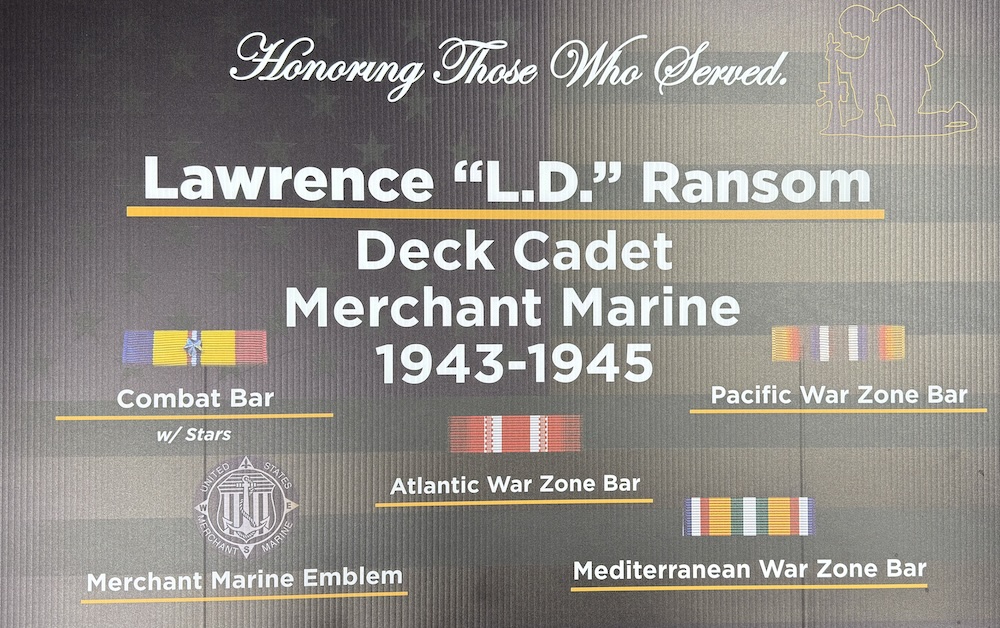 Honoring Those Who Served.
Lawrence “L.D.” Ransom
Deck Cadet
Merchant Marine
1943-1945
Combat Bar
w/ Stars
Pacific War Zone Bar
Atlantic War Zone Bar
UNITED STATES
W E
S
MERCHANT MARINE
Merchant Marine Emblem
Mediterranean War Zone Bar